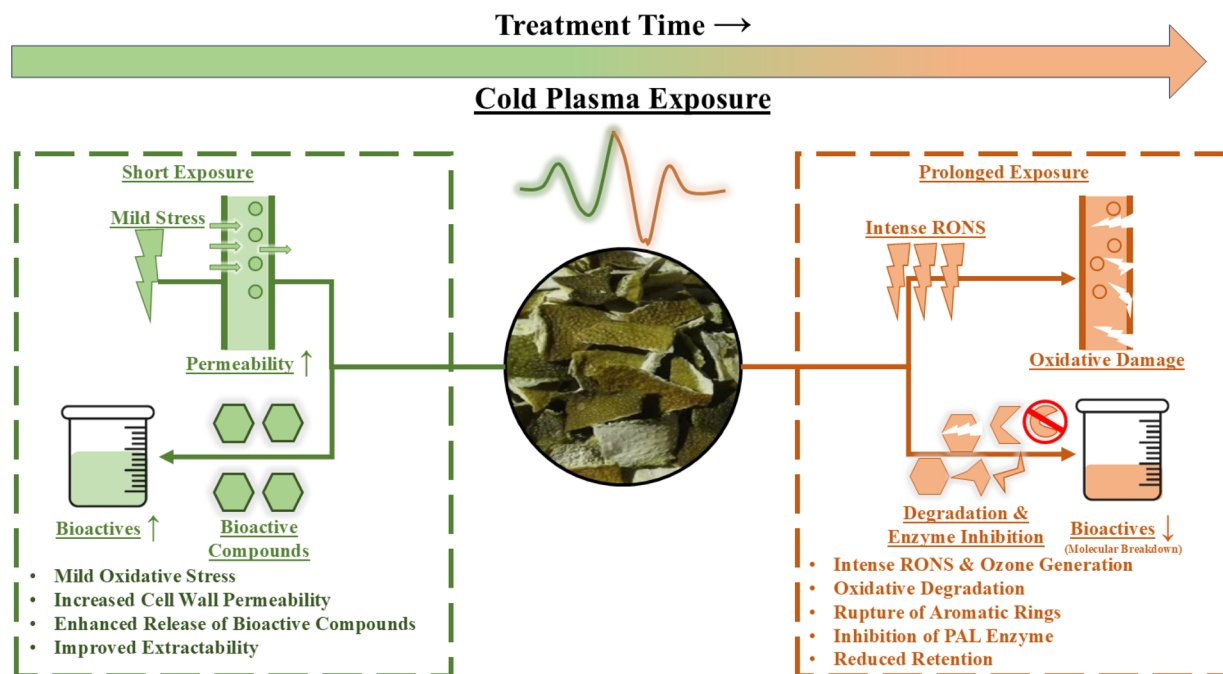 Treatment Time →
Cold Plasma Exposure
Short Exposure
Mild Stress
Permeability ↑
Bioactives ↑
Bioactive
Compounds
• Mild Oxidative Stress
• Increased Cell Wall Permeability
• Enhanced Release of Bioactive Compounds
• Improved Extractability
Prolonged Exposure
Intense RONS
Oxidative Damage
Degradation &
Enzyme Inhibition
Bioactives ↓
(Molecular Breakdown)
• Intense RONS & Ozone Generation
• Oxidative Degradation
• Rupture of Aromatic Rings
• Inhibition of PAL Enzyme
• Reduced Retention